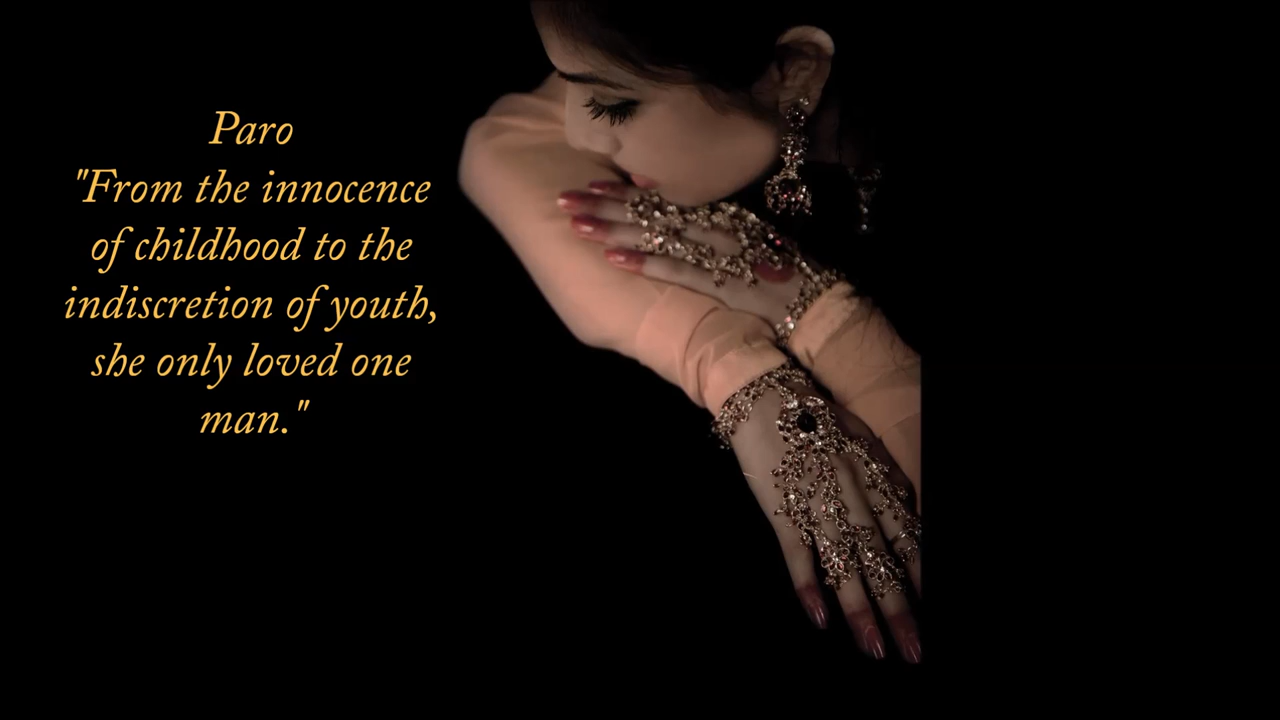 Paro
"From the innocence
of childhood to the
indiscretion of youth,
she only loved one
man."